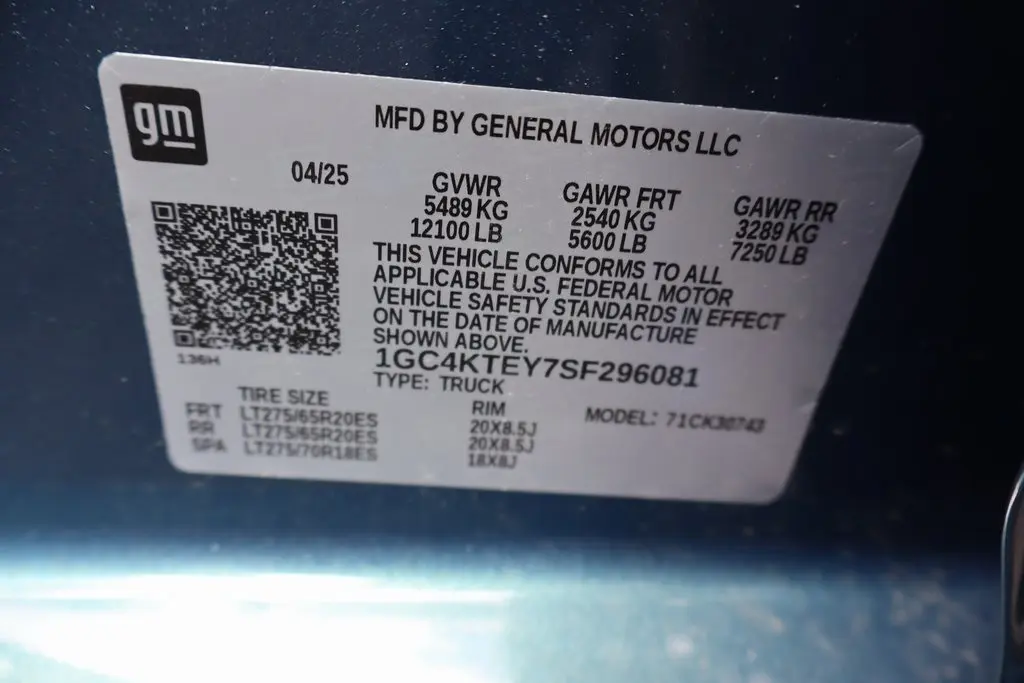 gm
MFD BY GENERAL MOTORS LLC
04/25
GVWR
5489 KG
12100 LB
GAWR FRT
2540 KG
5600 LB
GAWR RR
3289 KG
7250 LB
THIS VEHICLE CONFORMS TO ALL
APPLICABLE U.S. FEDERAL MOTOR
VEHICLE SAFETY STANDARDS IN EFFECT
ON THE DATE OF MANUFACTURE
SHOWN ABOVE.
1GC4KTEY7SF296081
TYPE: TRUCK
136H
TIRE SIZE
RIM
MODEL: 71CK30743
FRT LT275/65R20ES 20X8.5J
RR LT275/65R20ES 20X8.5J
SPA LT275/70R18ES 18X8J